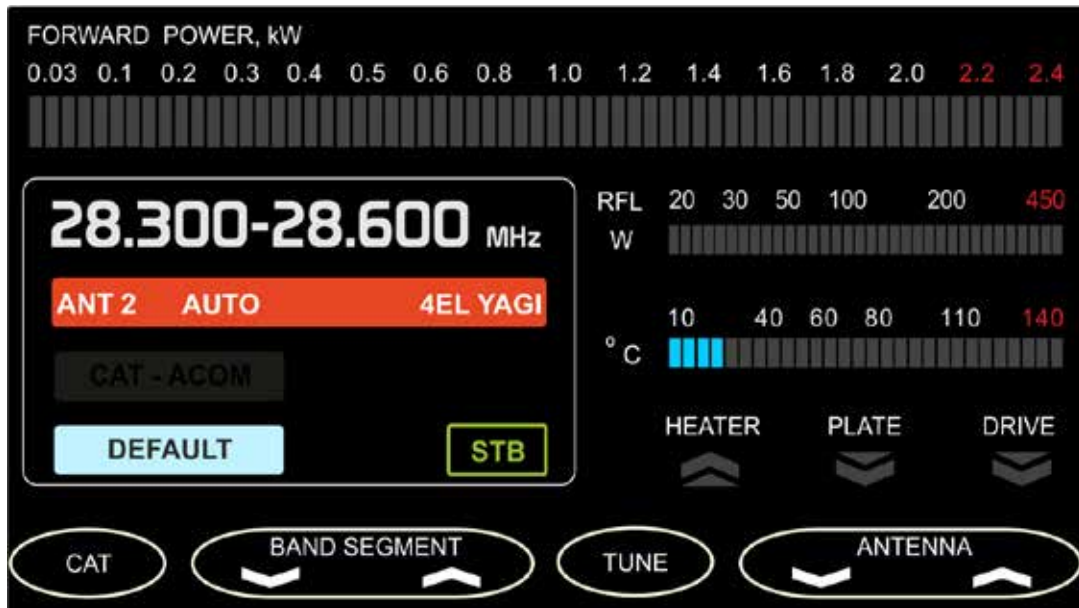 FORWARD POWER, kW
0.03 0.1 0.2 0.3 0.4 0.5 0.6 0.8 1.0 1.2 1.4 1.6 1.8 2.0 2.2 2.4
28.300-28.600 MHz
ANT 2 AUTO 4EL YAGI
CAT - ACOM
DEFAULT STB
RFL 20 30 50 100 200 450
W
10 40 60 80 110 140
° C
HEATER PLATE DRIVE
CAT BAND SEGMENT TUNE ANTENNA